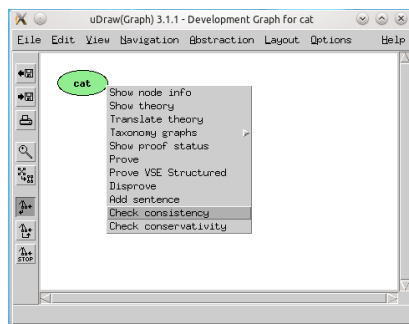 uDraw(Graph) 3.1.1 - Development Graph for cat
File Edit View Navigation Abstraction Layout Options Help
cat
Show node info
Show theory
Translate theory
Taxonomy graphs
Show proof status
Prove
Prove VSE Structured
Disprove
Add sentence
Check consistency
Check conservativity
STOP